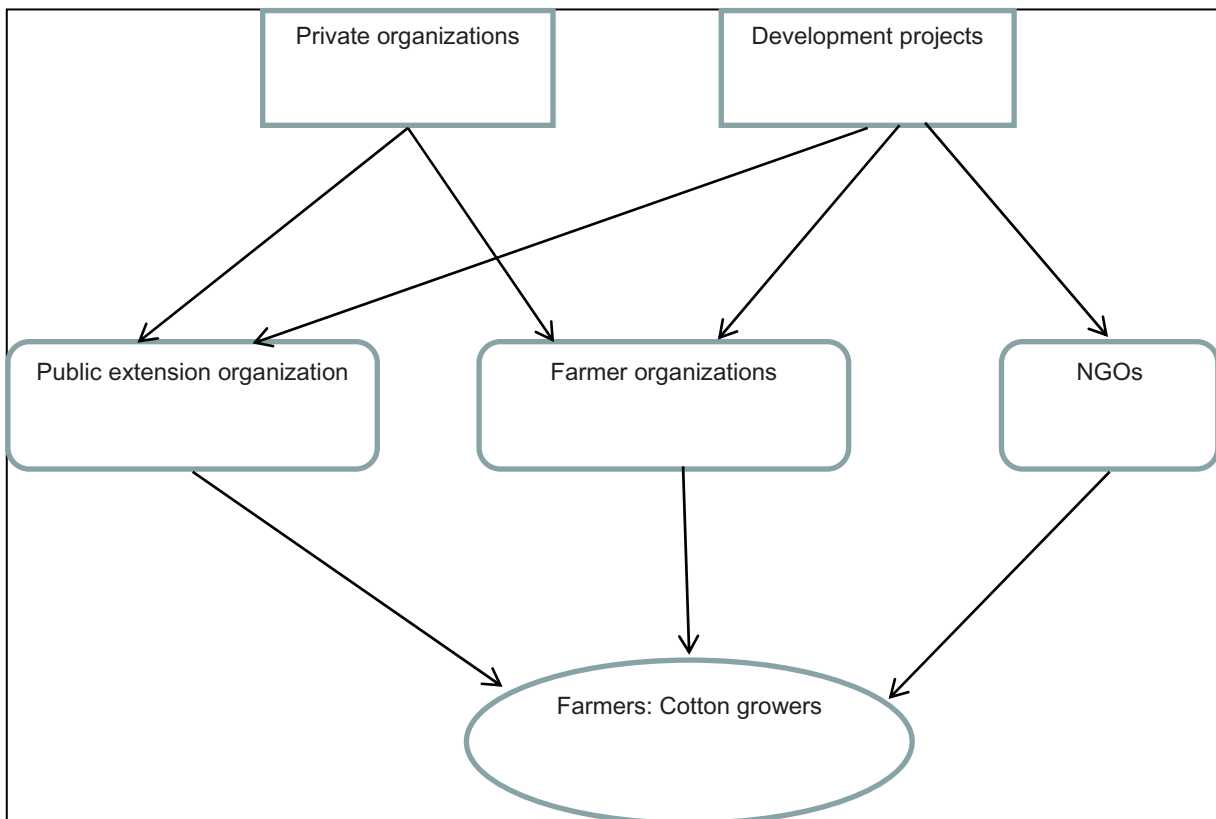 Private organizations
Development projects
Public extension organization
Farmer organizations
NGOs
Farmers: Cotton growers